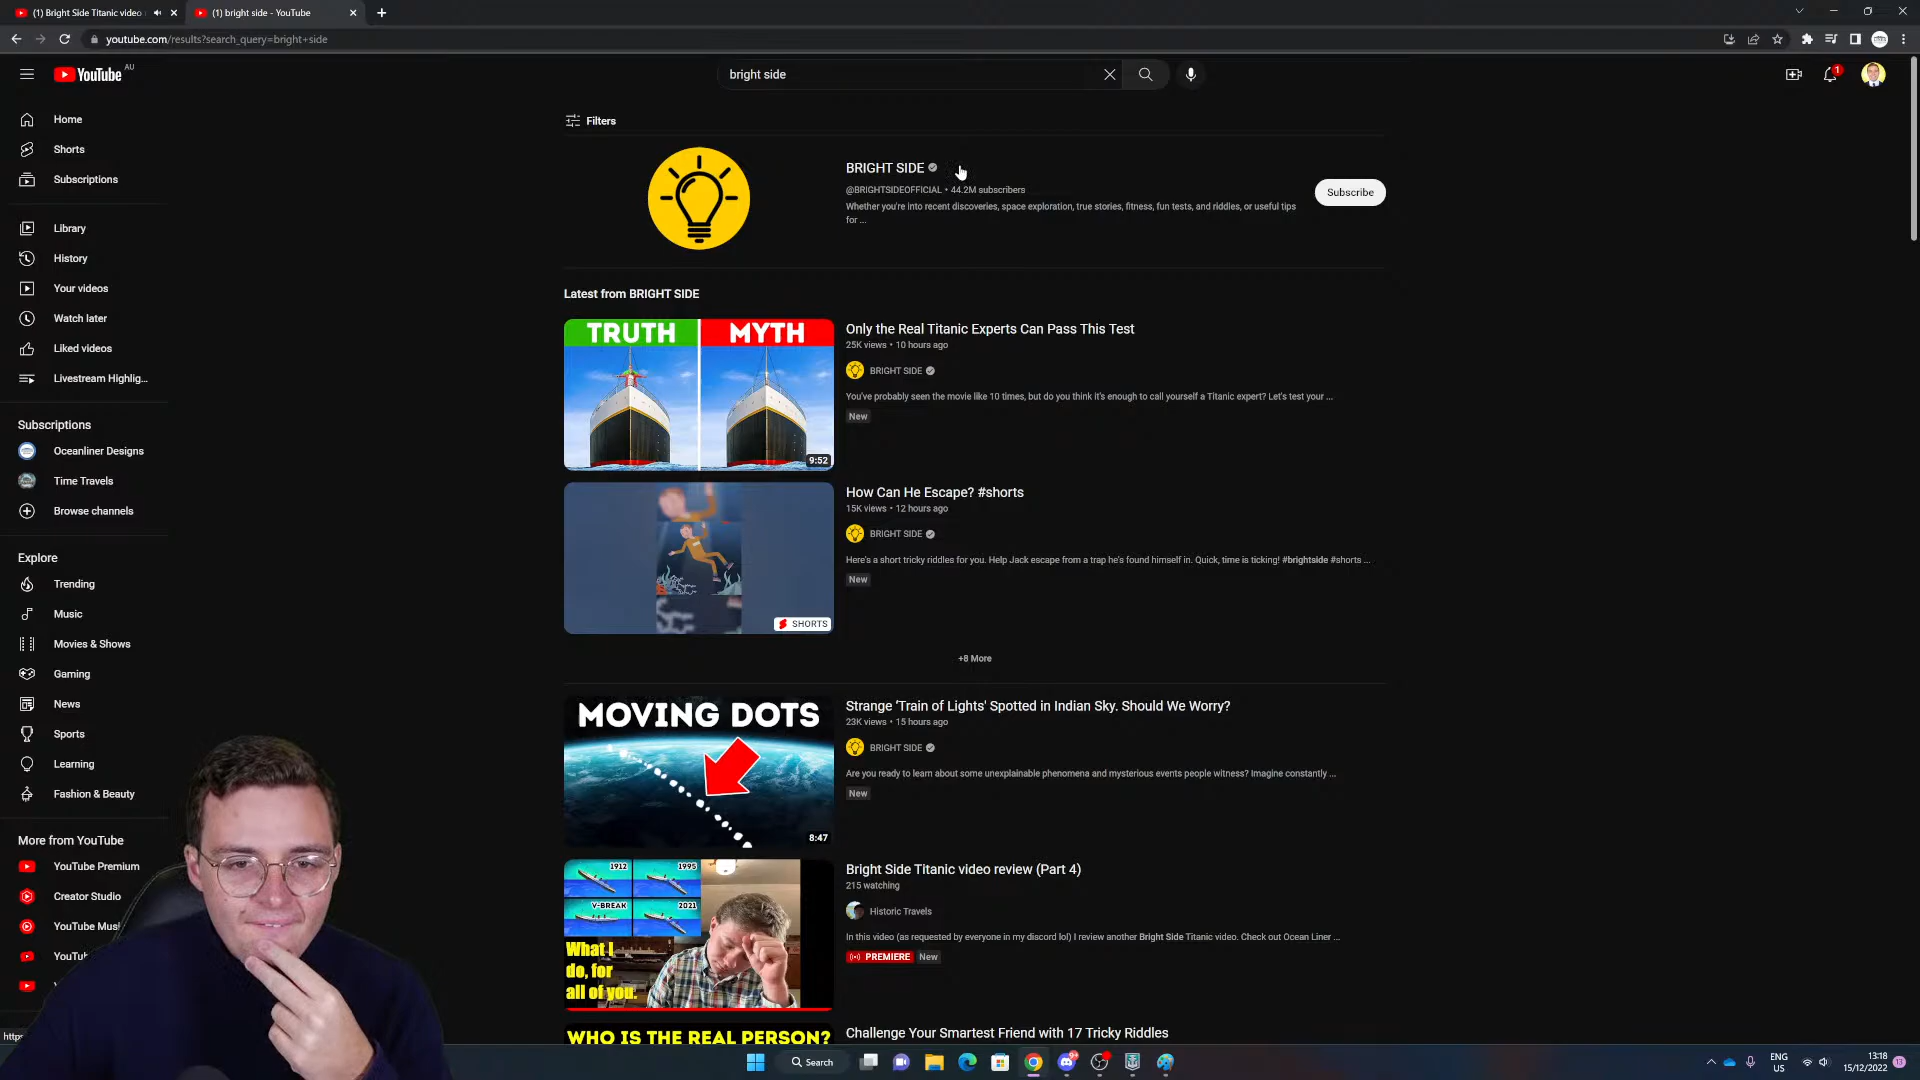 (1) Bright Side Titanic video
(1) bright side - YouTube
youtube.com/results?search_query=bright+side
YouTube AU
bright side
1
Home
Shorts
Subscriptions
Library
History
Your videos
Watch later
Liked videos
Livestream Highlig...
Subscriptions
Oceanliner Designs
Time Travels
Browse channels
Explore
Trending
Music
Movies & Shows
Gaming
News
Sports
Learning
Fashion & Beauty
More from YouTube
YouTube Premium
Creator Studio
YouTube Mus
YouTub
https
Filters
BRIGHT SIDE
@BRIGHTSIDEOFFICIAL • 44.2M subscribers
Whether you're into recent discoveries, space exploration, true stories, fitness, fun tests, and riddles, or useful tips
for ...
Subscribe
Latest from BRIGHT SIDE
TRUTH MYTH
9:52
Only the Real Titanic Experts Can Pass This Test
25K views • 10 hours ago
BRIGHT SIDE
You've probably seen the movie like 10 times, but do you think it's enough to call yourself a Titanic expert? Let's test your ...
New
SHORTS
How Can He Escape? #shorts
15K views • 12 hours ago
BRIGHT SIDE
Here's a short tricky riddles for you. Help Jack escape from a trap he's found himself in. Quick, time is ticking! #brightside #shorts ...
New
+8 More
MOVING DOTS
8:47
Strange 'Train of Lights' Spotted in Indian Sky. Should We Worry?
23K views • 15 hours ago
BRIGHT SIDE
Are you ready to learn about some unexplainable phenomena and mysterious events people witness? Imagine constantly ...
New
1912 1995
V-BREAK 2021
What I
do, for
all of you.
Bright Side Titanic video review (Part 4)
215 watching
Historic Travels
In this video (as requested by everyone in my discord lol) I review another Bright Side Titanic video. Check out Ocean Liner ...
PREMIERE New
WHO IS THE REAL PERSON?
Challenge Your Smartest Friend with 17 Tricky Riddles
Search
ENG
US
13:18
15/12/2022